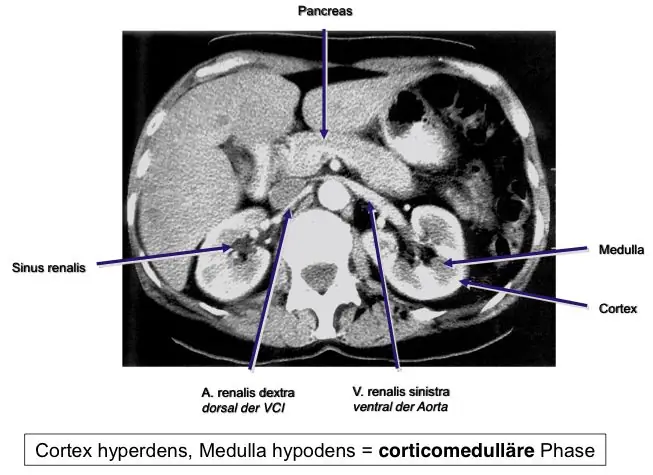 Pancreas
Medulla
Sinus renalis
Cortex
A. renalis dextra
dorsal der VCI
V. renalis sinistra
ventral der Aorta
Cortex hyperdens, Medulla hypodens = corticomedulläre Phase